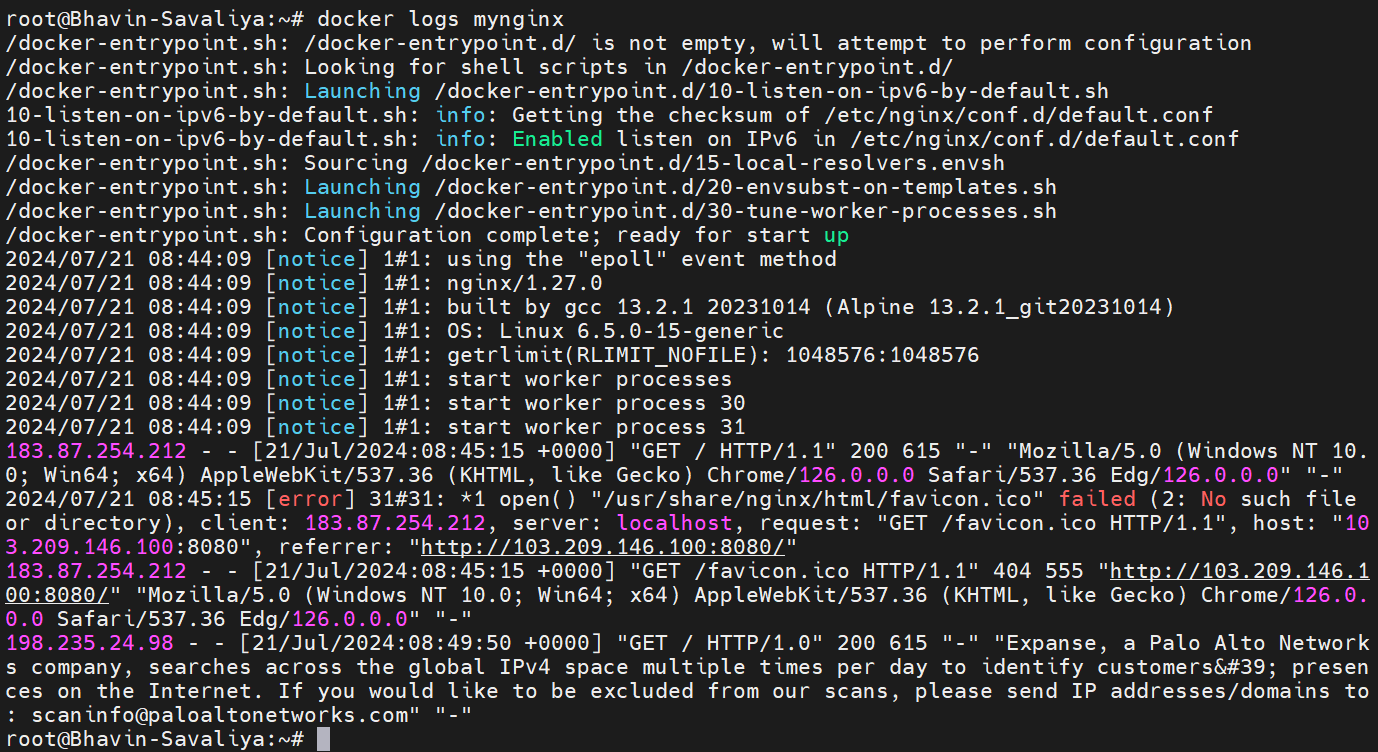 root@Bhavin-Savaliya:~# docker logs mynginx
/docker-entrypoint.sh: /docker-entrypoint.d/ is not empty, will attempt to perform configuration
/docker-entrypoint.sh: Looking for shell scripts in /docker-entrypoint.d/
/docker-entrypoint.sh: Launching /docker-entrypoint.d/10-listen-on-ipv6-by-default.sh
10-listen-on-ipv6-by-default.sh: info: Getting the checksum of /etc/nginx/conf.d/default.conf
10-listen-on-ipv6-by-default.sh: info: Enabled listen on IPv6 in /etc/nginx/conf.d/default.conf
/docker-entrypoint.sh: Sourcing /docker-entrypoint.d/15-local-resolvers.envsh
/docker-entrypoint.sh: Launching /docker-entrypoint.d/20-envsubst-on-templates.sh
/docker-entrypoint.sh: Launching /docker-entrypoint.d/30-tune-worker-processes.sh
/docker-entrypoint.sh: Configuration complete; ready for start up
2024/07/21 08:44:09 [notice] 1#1: using the "epoll" event method
2024/07/21 08:44:09 [notice] 1#1: nginx/1.27.0
2024/07/21 08:44:09 [notice] 1#1: built by gcc 13.2.1 20231014 (Alpine 13.2.1_git20231014)
2024/07/21 08:44:09 [notice] 1#1: OS: Linux 6.5.0-15-generic
2024/07/21 08:44:09 [notice] 1#1: getrlimit(RLIMIT_NOFILE): 1048576:1048576
2024/07/21 08:44:09 [notice] 1#1: start worker processes
2024/07/21 08:44:09 [notice] 1#1: start worker process 30
2024/07/21 08:44:09 [notice] 1#1: start worker process 31
183.87.254.212 - - [21/Jul/2024:08:45:15 +0000] "GET / HTTP/1.1" 200 615 "-" "Mozilla/5.0 (Windows NT 10.
0; Win64; x64) AppleWebKit/537.36 (KHTML, like Gecko) Chrome/126.0.0.0 Safari/537.36 Edg/126.0.0.0" "-"
2024/07/21 08:45:15 [error] 31#31: *1 open() "/usr/share/nginx/html/favicon.ico" failed (2: No such file
or directory), client: 183.87.254.212, server: localhost, request: "GET /favicon.ico HTTP/1.1", host: "10
3.209.146.100:8080", referrer: "http://103.209.146.100:8080/"
183.87.254.212 - - [21/Jul/2024:08:45:15 +0000] "GET /favicon.ico HTTP/1.1" 404 555 "http://103.209.146.1
00:8080/" "Mozilla/5.0 (Windows NT 10.0; Win64; x64) AppleWebKit/537.36 (KHTML, like Gecko) Chrome/126.0.
0.0 Safari/537.36 Edg/126.0.0.0" "-"
198.235.24.98 - - [21/Jul/2024:08:49:50 +0000] "GET / HTTP/1.0" 200 615 "-" "Expanse, a Palo Alto Network
s company, searches across the global IPv4 space multiple times per day to identify customers&#39; presen
ces on the Internet. If you would like to be excluded from our scans, please send IP addresses/domains to
: scaninfo@paloaltonetworks.com" "-"
root@Bhavin-Savaliya:~#